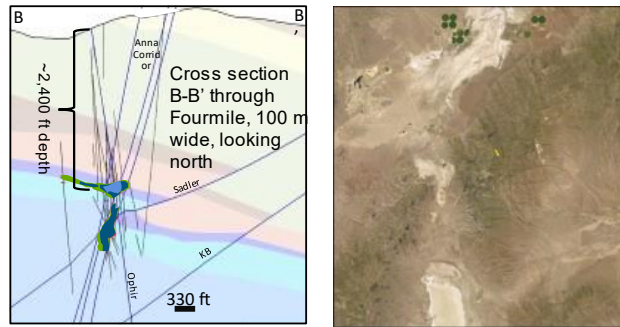 B
B
’
Anna
Corrid
or
~2,400 ft depth
Cross section
B-B’ through
Fourmile, 100 m
wide, looking
north
Sadler
KB
Ophir
330 ft